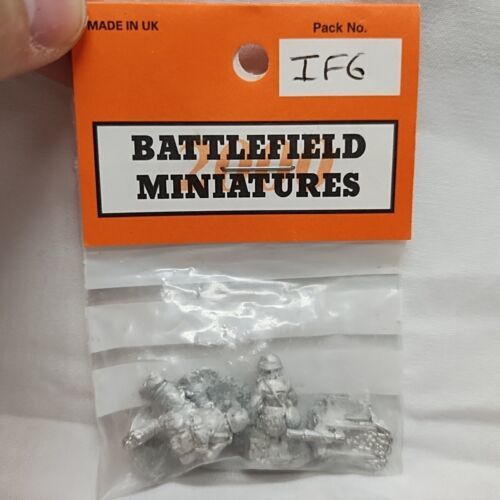 MADE IN UK
Pack No.
IF6
BATTLEFIELD
MINIATURES